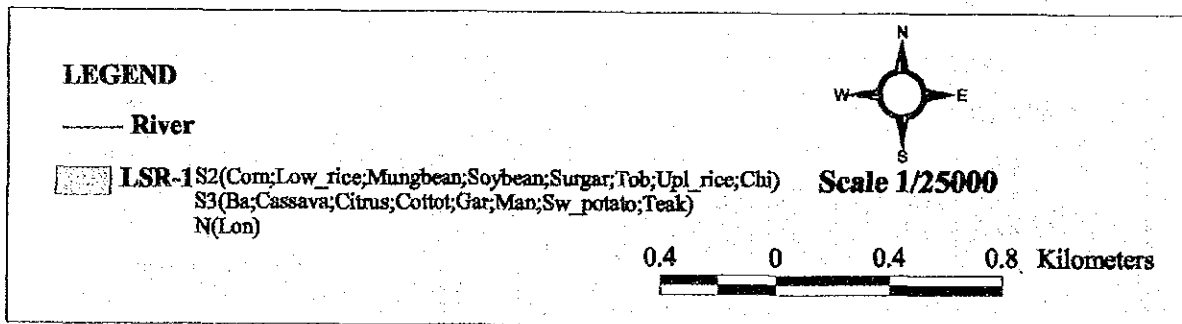 LEGEND
River
LSR-1 S2(Corn;Low_rice;Mungbean;Soybean;Surgar;Tob;Upl_rice;Chi)
S3(Ba;Cassava;Citrus;Cottot;Gar;Man;Sw_potato;Teak)
N(Lon)
N
W E
S
Scale 1/25000
0.4 0 0.4 0.8 Kilometers